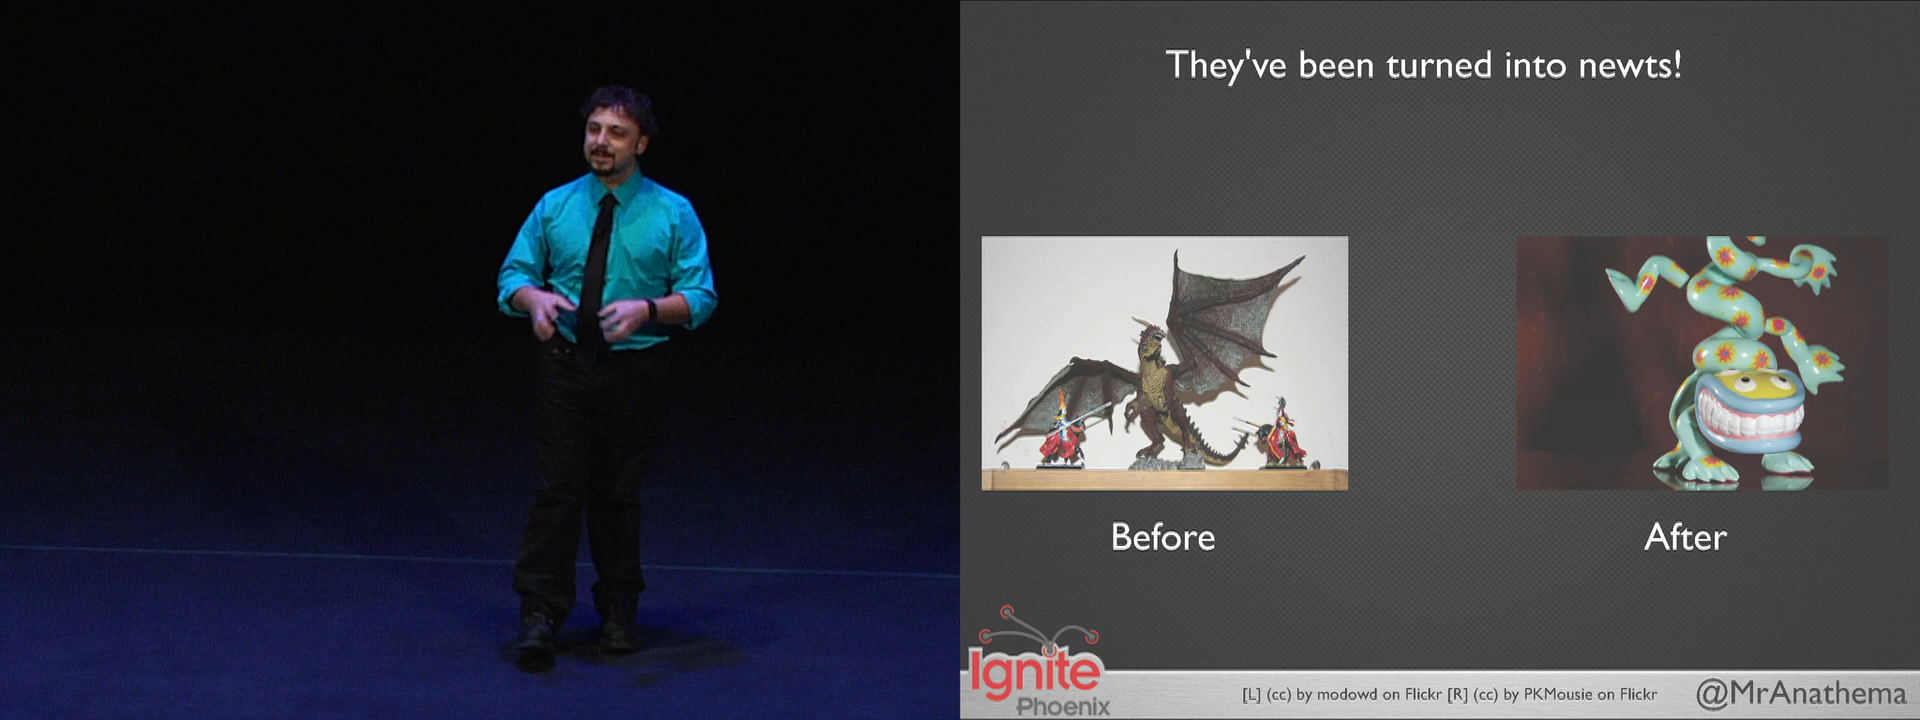 They've been turned into newts!
Before
After
Ignite
Phoenix
[L] (cc) by modowd on Flickr [R] (cc) by PKMousie on Flickr
@MrAnathema